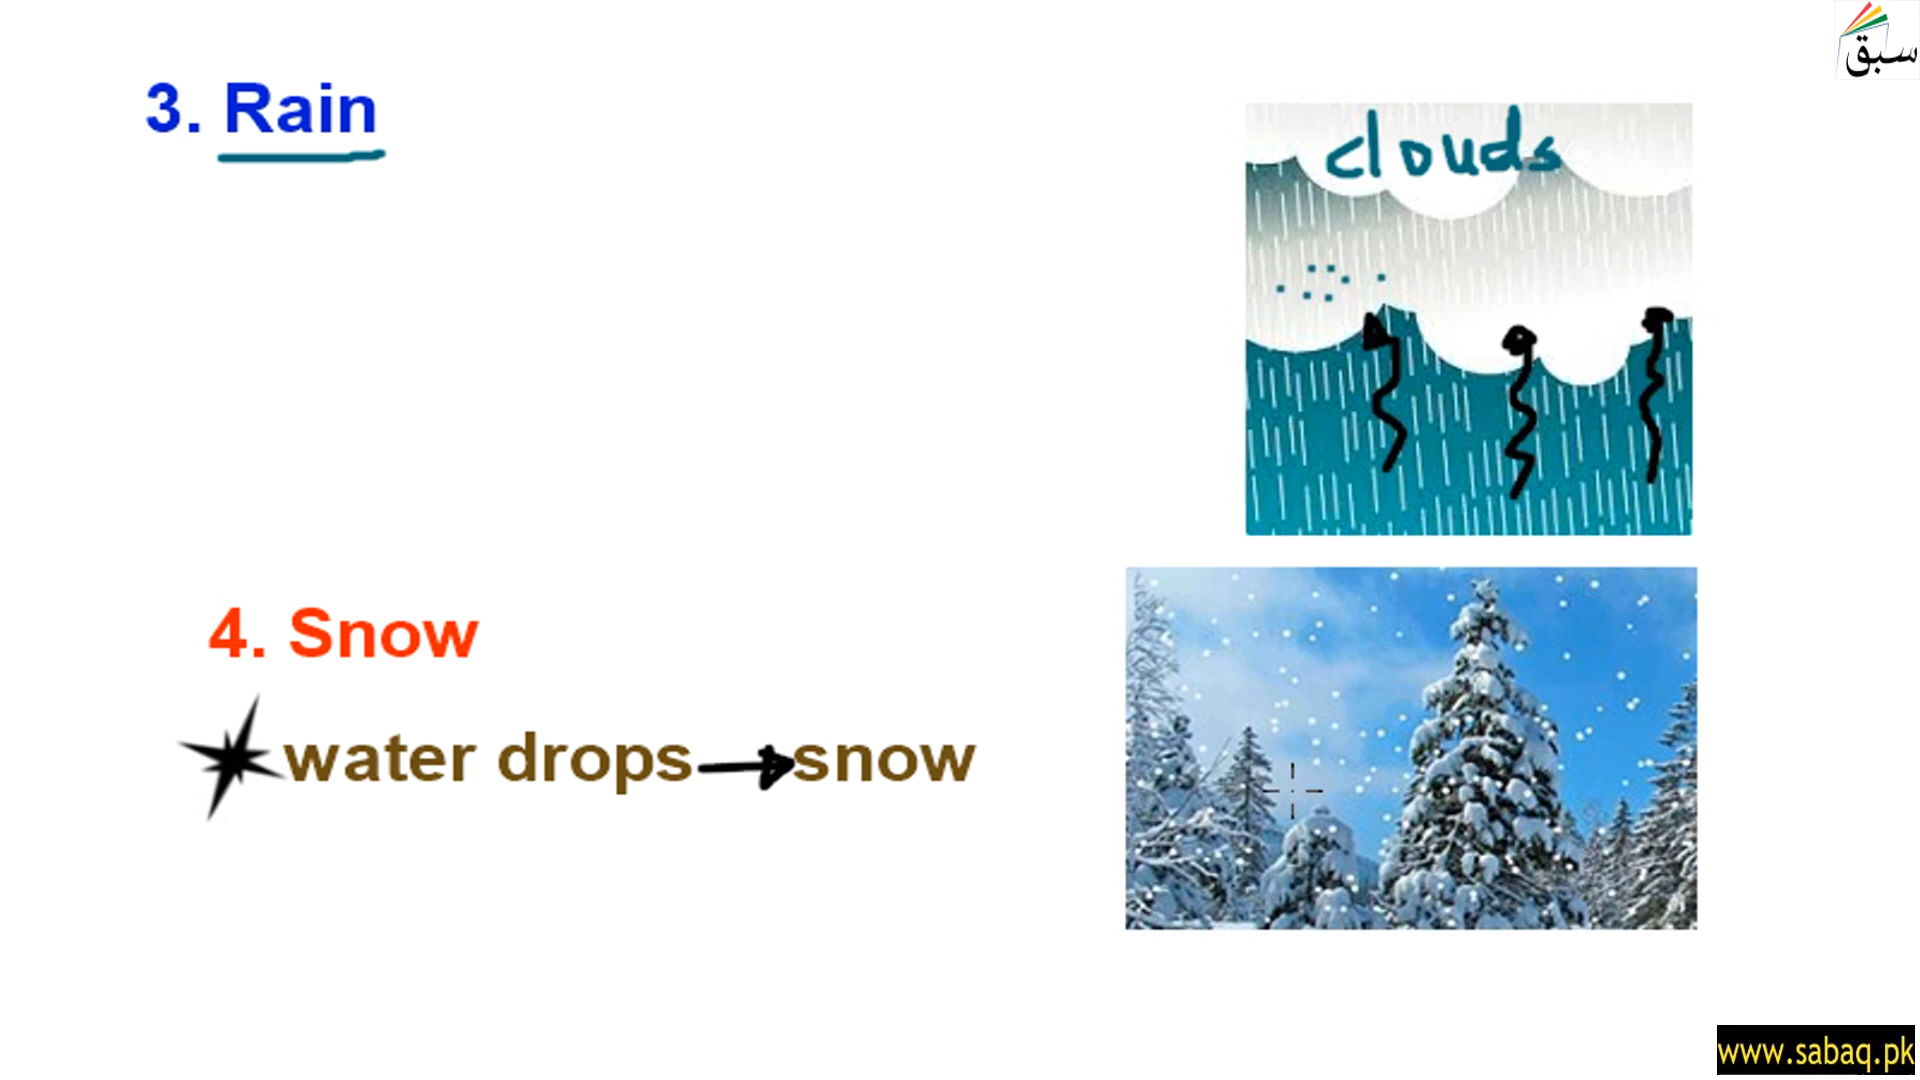 سبق
3. Rain
clouds
4. Snow
water drops→snow
www.sabaq.pk